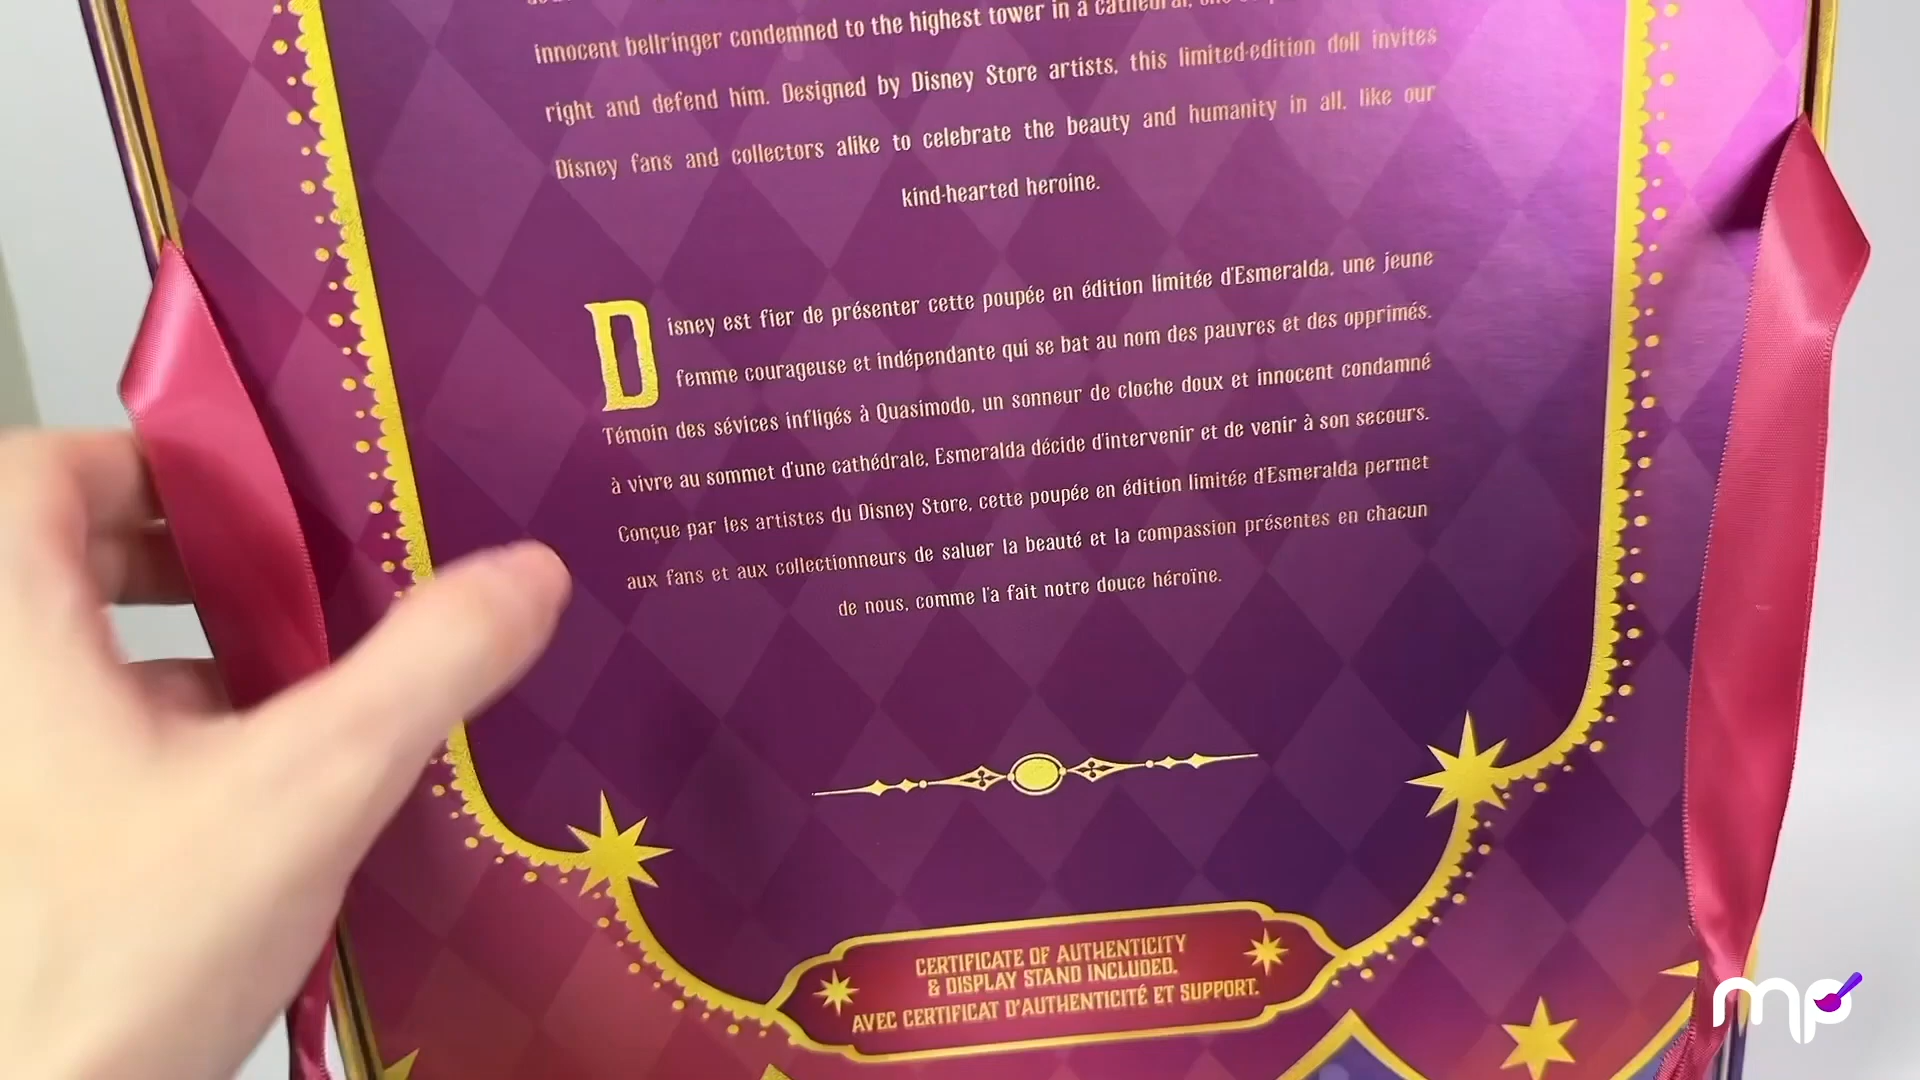 innocent bellringer condemned to the highest tower in a cathedral,
right and defend him. Designed by Disney Store artists, this limited-edition doll invites
Disney fans and collectors alike to celebrate the beauty and humanity in all, like our
kind-hearted heroine.
Disney est fier de présenter cette poupée en édition limitée d'Esmeralda, une jeune
femme courageuse et indépendante qui se bat au nom des pauvres et des opprimés.
Témoin des sévices infligés à Quasimodo, un sonneur de cloche doux et innocent condamné
à vivre au sommet d'une cathédrale, Esmeralda décide d'intervenir et de venir à son secours.
Conçue par les artistes du Disney Store, cette poupée en édition limitée d'Esmeralda permet
aux fans et aux collectionneurs de saluer la beauté et la compassion présentes en chacun
de nous, comme l'a fait notre douce héroïne.
CERTIFICATE OF AUTHENTICITY
& DISPLAY STAND INCLUDED.
AVEC CERTIFICAT D'AUTHENTICITÉ ET SUPPORT.
mp